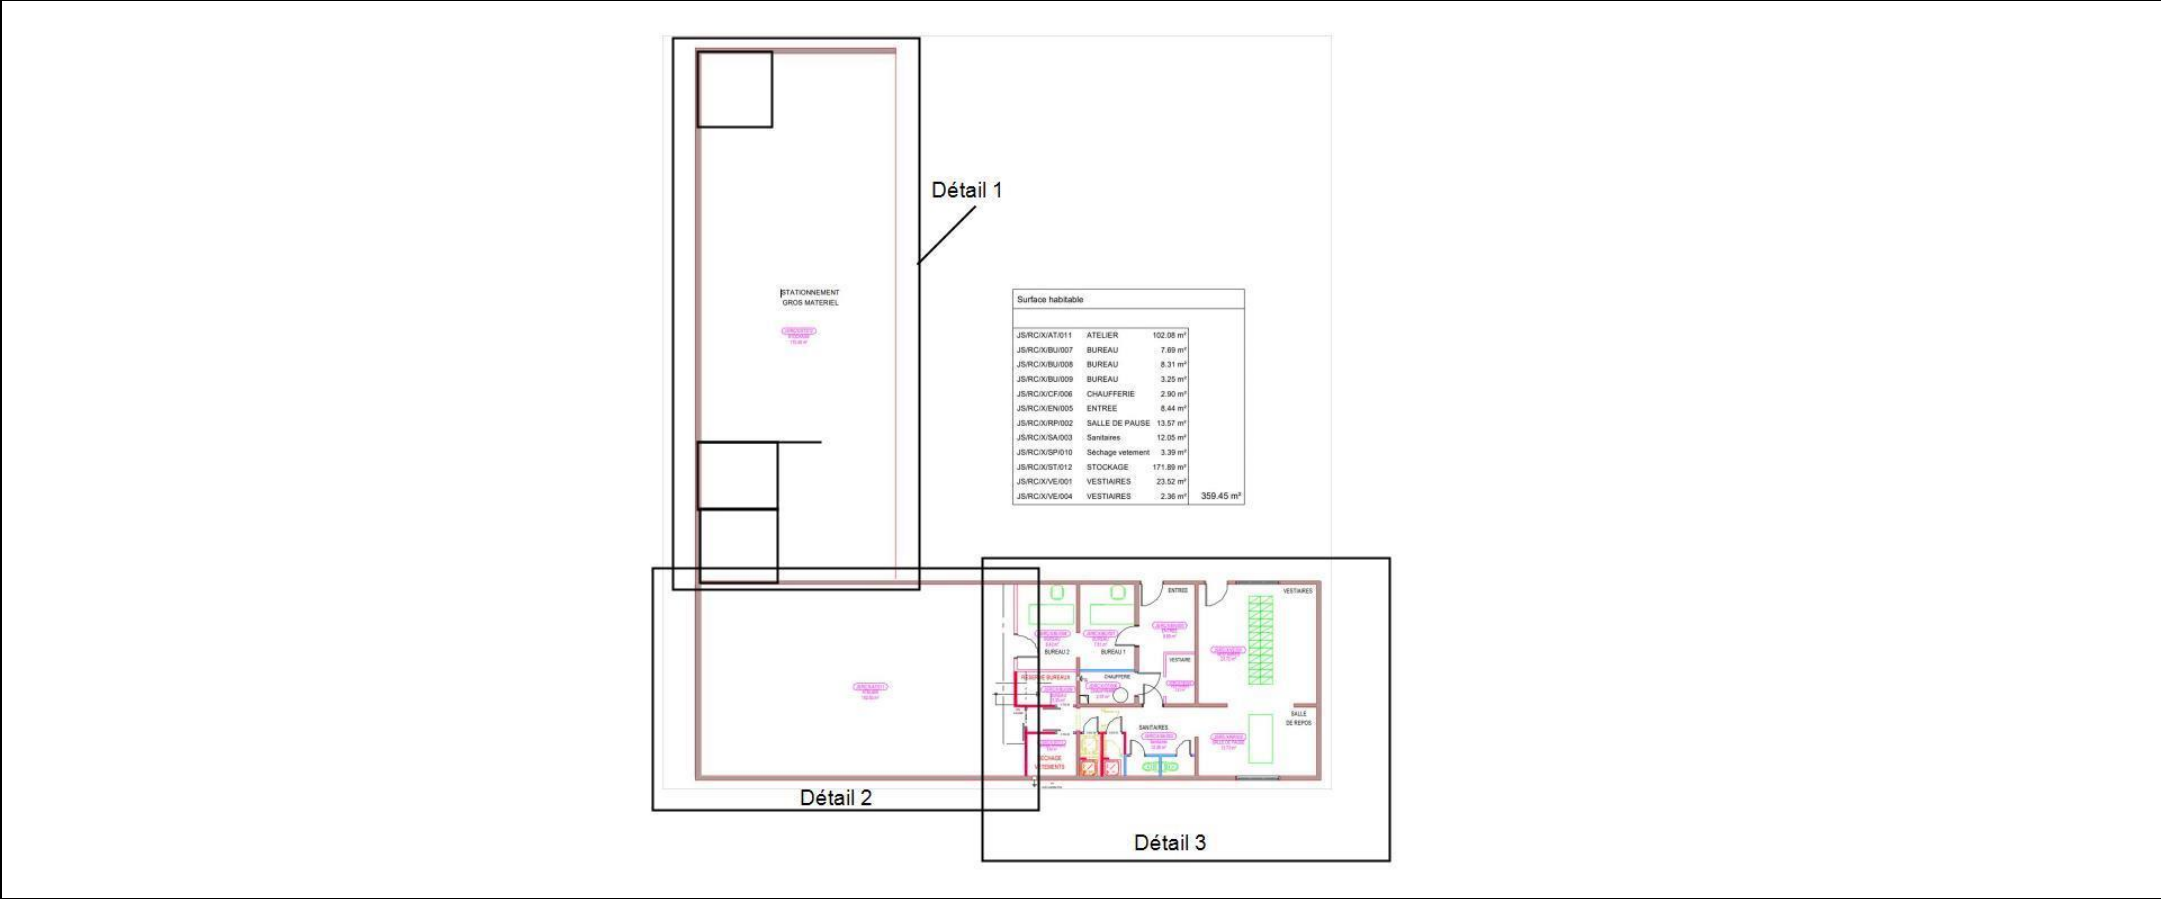 Détail 1
STATIONNEMENT
GROS MATERIEL
Surface habitable
JS/RC/X/AT/011 ATELIER 102.08 m²
JS/RC/X/BU/007 BUREAU 7.69 m²
JS/RC/X/BU/008 BUREAU 8.31 m²
JS/RC/X/BU/009 BUREAU 3.25 m²
JS/RC/X/CF/006 CHAUFFERIE 2.90 m²
JS/RC/X/EN/005 ENTREE 8.44 m²
JS/RC/X/RP/002 SALLE DE PAUSE 13.57 m²
JS/RC/X/SA/003 Sanitaires 12.05 m²
JS/RC/X/SP/010 Séchage vetement 3.39 m²
JS/RC/X/ST/012 STOCKAGE 171.89 m²
JS/RC/X/VE/001 VESTIAIRES 23.52 m²
JS/RC/X/VE/004 VESTIAIRES 2.36 m² 359.45 m²
ENTREE
VESTIAIRES
BUREAU 2
BUREAU 1
VESTIAIRE
RESERVE BUREAUX
CHAUFFERIE
SALLE
DE REPOS
SANITAIRES
SECHAGE
VETEMENTS
Détail 2
Détail 3